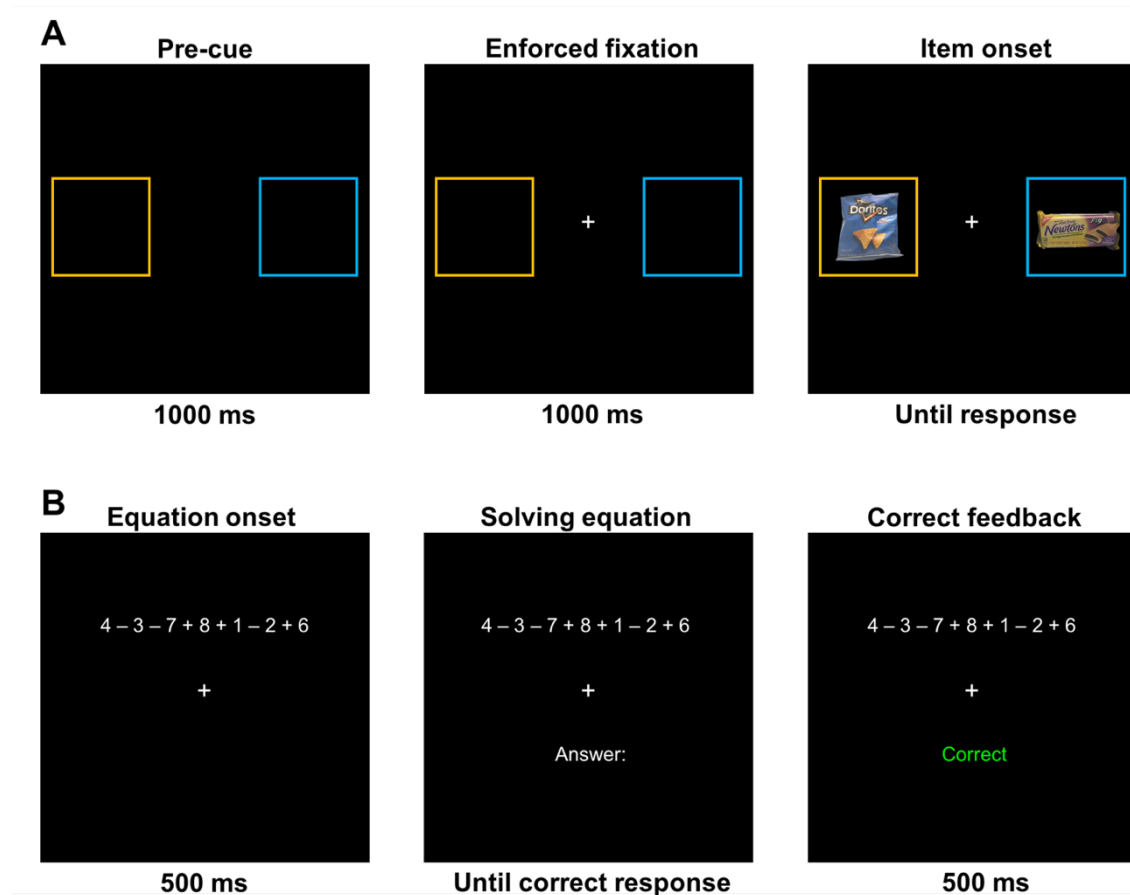 A
Pre-cue Enforced fixation Item onset
+ +
Doritos Newtons
1000 ms 1000 ms Until response
B
Equation onset Solving equation Correct feedback
4 – 3 – 7 + 8 + 1 – 2 + 6 4 – 3 – 7 + 8 + 1 – 2 + 6 4 – 3 – 7 + 8 + 1 – 2 + 6
+ + +
Answer: Correct
500 ms Until correct response 500 ms